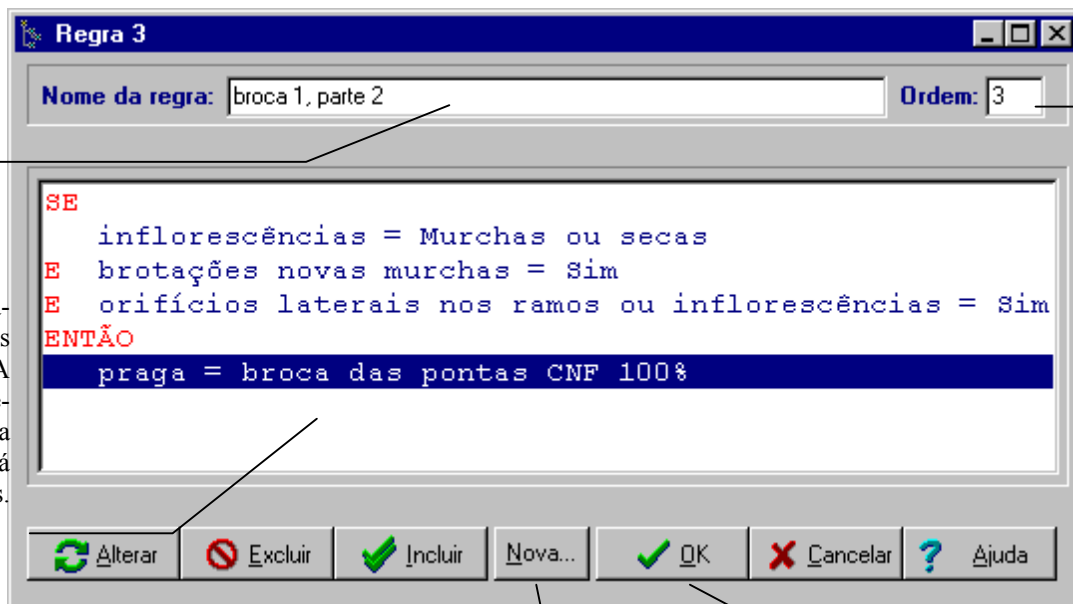 Regra 3
Nome da regra: broca 1, parte 2 Ordem: 3
SE
inflorescências = Murchas ou secas
E brotações novas murchas = Sim
E orifícios laterais nos ramos ou inflorescências = Sim
ENTÃO
praga = broca das pontas CNF 100%
s
A
a
á
s.
Alterar Excluir Incluir Nova... OK Cancelar ? Ajuda